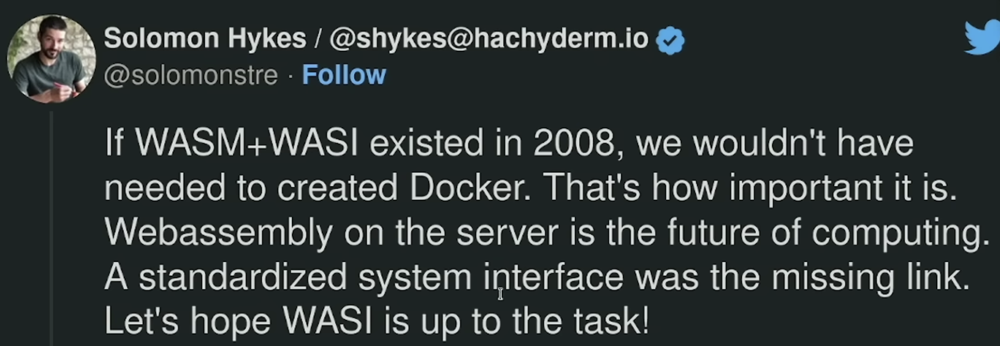 Solomon Hykes / @shykes@hachyderm.io
@solomonstre · Follow
If WASM+WASI existed in 2008, we wouldn't have
needed to created Docker. That's how important it is.
Webassembly on the server is the future of computing.
A standardized system interface was the missing link.
Let's hope WASI is up to the task!